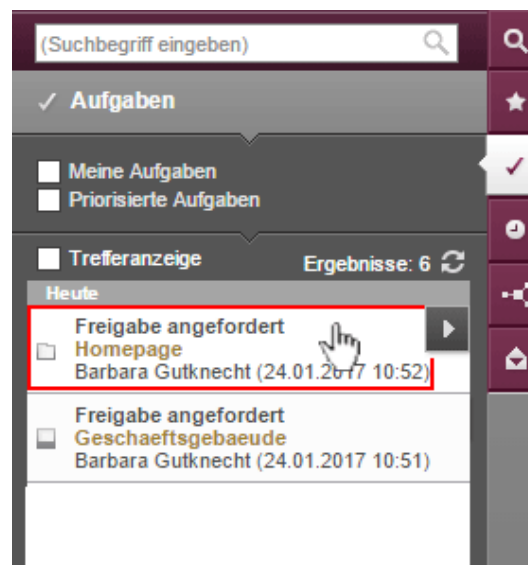 (Suchbegriff eingeben)
Aufgaben
Meine Aufgaben
Priorisierte Aufgaben
Trefferanzeige Ergebnisse: 6
Heute
Freigabe angefordert
Homepage
Barbara Gutknecht (24.01.2017 10:52)
Freigabe angefordert
Geschaeftsgebaeude
Barbara Gutknecht (24.01.2017 10:51)